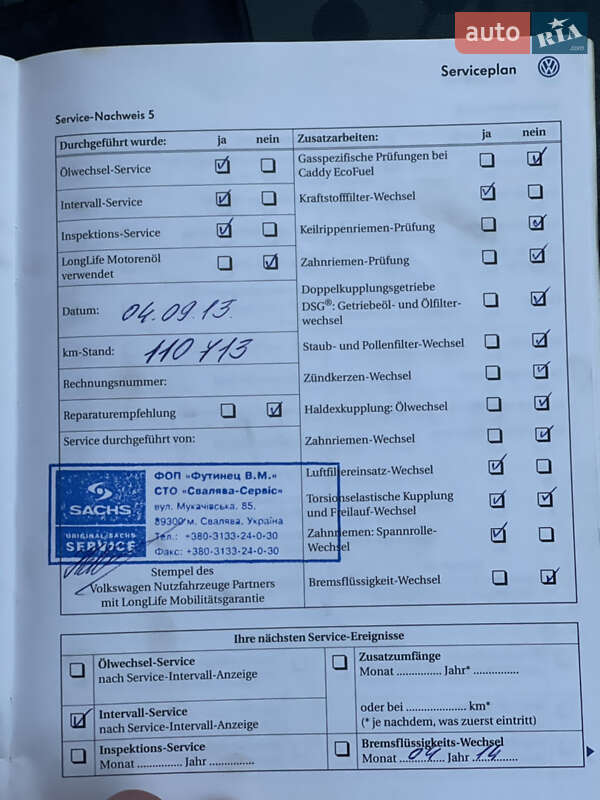 auto RIA.com
Serviceplan
Service-Nachweis 5
Durchgeführt wurde: ja nein
Ölwechsel-Service
Intervall-Service
Inspektions-Service
LongLife Motorenöl
verwendet
Datum: 04.09.13.
km-Stand: 110 713
Rechnungsnummer:
Reparaturempfehlung
Service durchgeführt von:
ФОП «Футинец В.М.»
СТО «Свалява-Сервіс»
вул. Мукачівська, 85,
89300 м. Свалява, Україна
Тел.: +380-3133-24-0-30
Факс: +380-3133-24-0-30
SACHS
ORIGINAL SACHS
SERVICE
Stempel des
Volkswagen Nutzfahrzeuge Partners
mit LongLife Mobilitätsgarantie
Zusatzarbeiten: ja nein
Gasspezifische Prüfungen bei
Caddy EcoFuel
Kraftstofffilter-Wechsel
Keilrippenriemen-Prüfung
Zahnriemen-Prüfung
Doppelkupplungsgetriebe
DSG®: Getriebeöl- und Ölfilter-
wechsel
Staub- und Pollenfilter-Wechsel
Zündkerzen-Wechsel
Haldexkupplung: Ölwechsel
Zahnriemen-Wechsel
Luftfiltereinsatz-Wechsel
Torsionselastische Kupplung
und Freilauf-Wechsel
Zahnriemen: Spannrolle-
Wechsel
Bremsflüssigkeit-Wechsel
Ihre nächsten Service-Ereignisse
Ölwechsel-Service
nach Service-Intervall-Anzeige
Intervall-Service
nach Service-Intervall-Anzeige
Inspektions-Service
Monat .............. Jahr ..............
Zusatzumfänge
Monat .............. Jahr* ..............
oder bei ................... km*
(* je nachdem, was zuerst eintritt)
Bremsflüssigkeits-Wechsel
Monat 04 Jahr 14